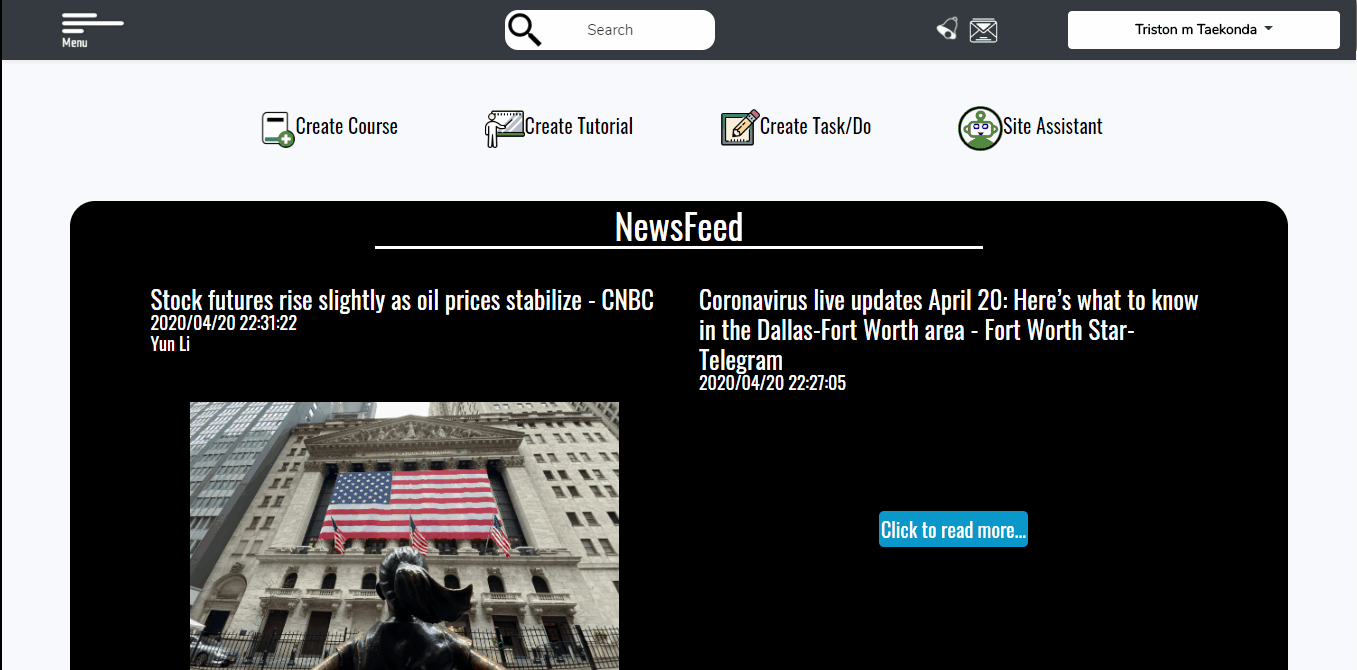 Menu
Search
Triston m Taekonda
Create Course
Create Tutorial
Create Task/Do
Site Assistant
NewsFeed
Stock futures rise slightly as oil prices stabilize - CNBC
2020/04/20 22:31:22
Yun Li
Coronavirus live updates April 20: Here’s what to know
in the Dallas-Fort Worth area - Fort Worth Star-
Telegram
2020/04/20 22:27:05
Click to read more...